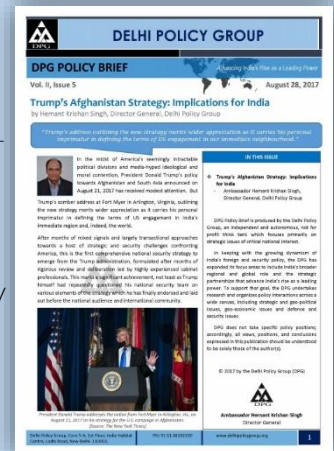 DELHI POLICY GROUP
DPG
DPG POLICY BRIEF
Advancing India's Rise as a Leading Power
Vol. II, Issue 5
August 28, 2017
Trump's Afghanistan Strategy: Implications for India
by Hemant Krishan Singh, Director General, Delhi Policy Group
"Trump's address outlining the new strategy merits wider appreciation as it carries his personal
imprimatur in defining the terms of US engagement in our immediate neighbourhood."
In the midst of America's seemingly intractable
political divisions and media-hyped ideological and
moral contention, President Donald Trump's policy
towards Afghanistan and South Asia announced on
August 21, 2017 has received modest attention. But
Trump's somber address at Fort Myer in Arlington, Virginia, outlining
the new strategy merits wider appreciation as it carries his personal
imprimatur in defining the terms of US engagement in India's
immediate region and, indeed, the world.
After months of mixed signals and largely transactional approaches
towards a host of strategic and security challenges confronting
America, this is the first comprehensive national security strategy to
emerge from the Trump administration, formulated after months of
rigorous review and deliberation led by highly experienced cabinet
professionals. This marks a significant achievement, not least as Trump
himself had repeatedly questioned his national security team on
various elements of the strategy which he has finally endorsed and laid
out before the national audience and international community.
President Donald Trump addresses the nation from Fort Myer in Arlington, Va, on
August 21, 2017 on his strategy for the U.S. campaign in Afghanistan.
(Source: The New York Times)
IN THIS ISSUE
Trump's Afghanistan Strategy: Implications
for India
- Ambassador Hemant Krishan Singh,
Director General, Delhi Policy Group
DPG Policy Brief is produced by the Delhi Policy
Group, an independent and autonomous, not for
profit think tank which focuses primarily on
strategic issues of critical national interest.
In keeping with the growing dynamism of
India's foreign and security policy, the DPG has
expanded its focus areas to include India's broader
regional and global role and the strategic
partnerships that advance India's rise as a leading
power. To support that goal, the DPG undertakes
research and organizes policy interactions across a
wide canvas, including strategic and geo-political
issues, geo-economic issues and defence and
security issues.
DPG does not take specific policy positions;
accordingly, all views, positions, and conclusions
expressed in this publication should be understood
to be solely those of the author(s).
© 2017 by the Delhi Policy Group (DPG)
DPG
Ambassador Hemant Krishan Singh
Director General
Delhi Policy Group, Core 5-A, 1st Floor, India Habitat
Centre, Lodhi Road, New Delhi- 110003.
www.delhipolicygroup.org
1